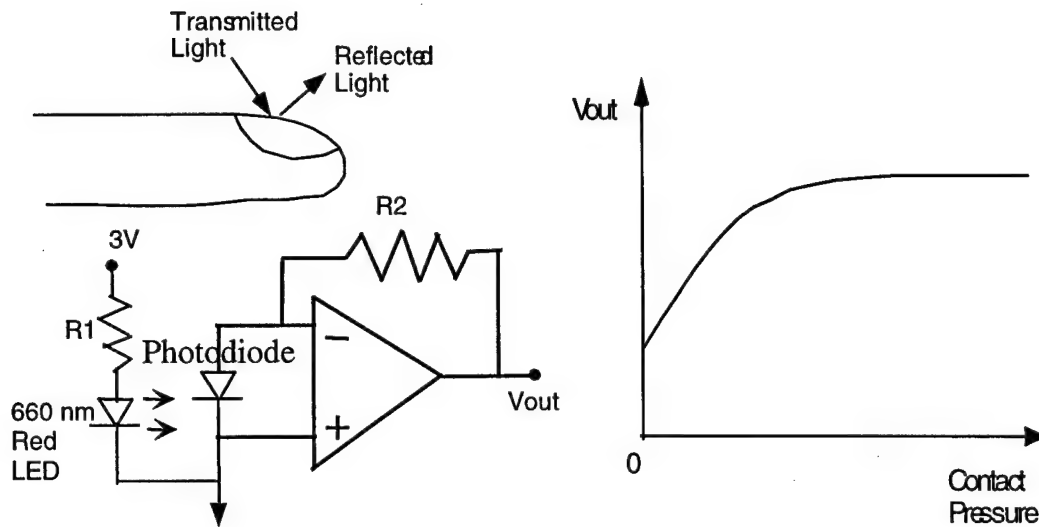 Transmitted
Light
Reflected
Light
R2
3V
R1
Photodiode
−
+
660 nm
Red
LED
Vout
Vout
0
Contact
Pressure